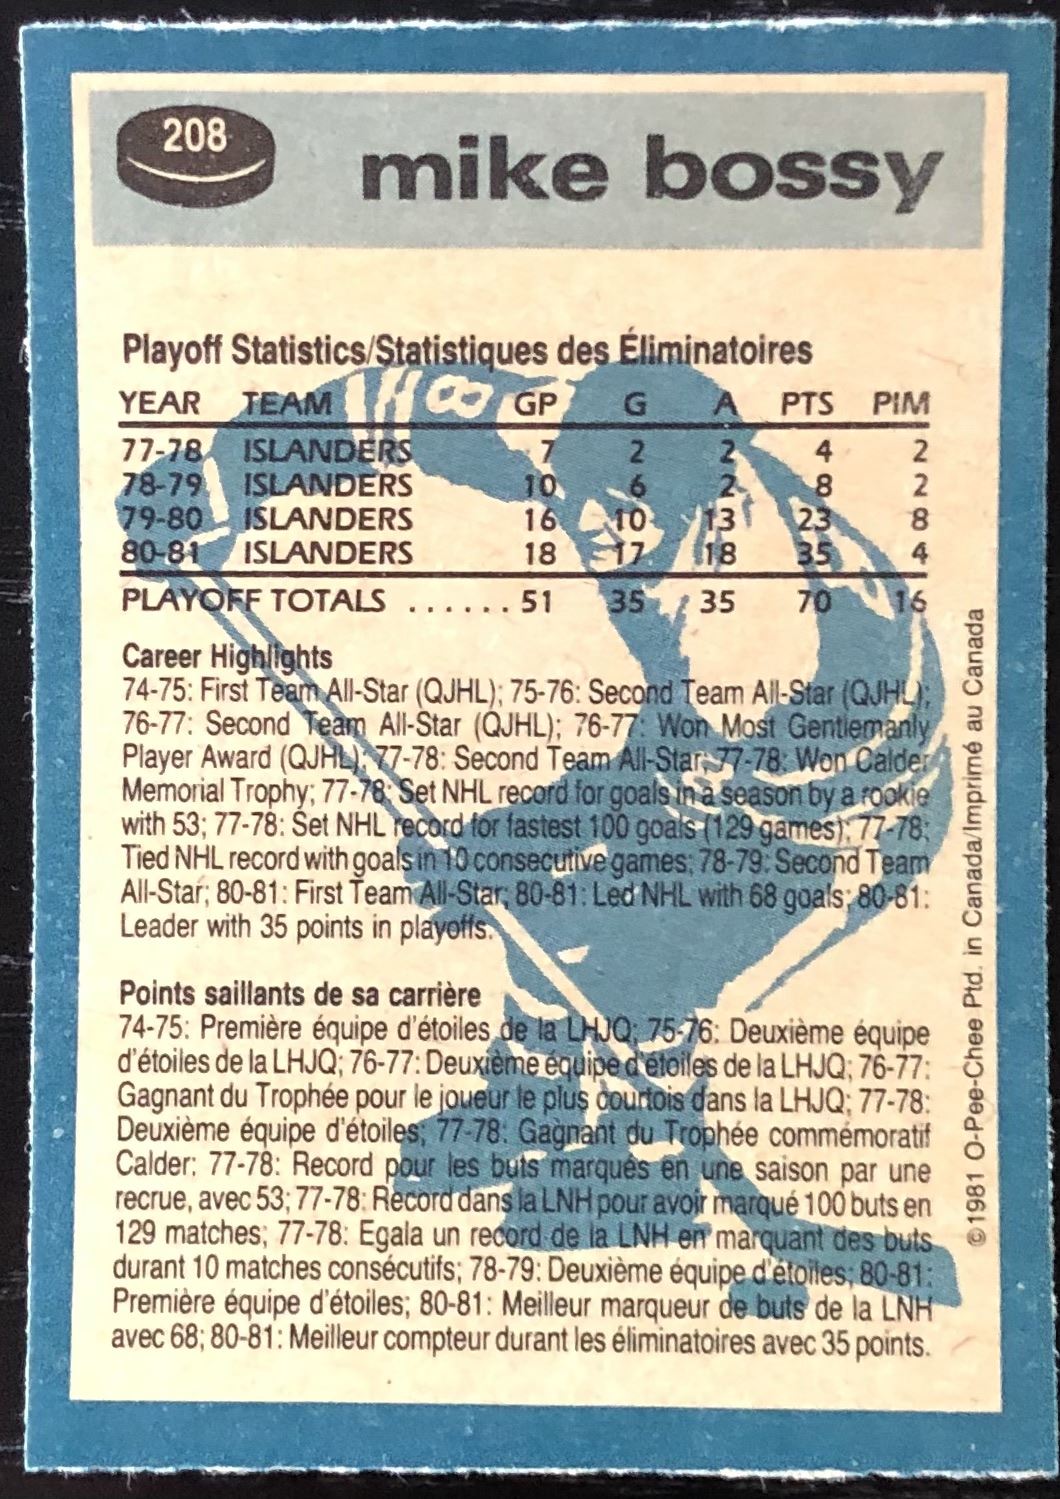 208
mike bossy
Playoff Statistics/Statistiques des Éliminatoires
YEAR TEAM GP G A PTS PIM
77-78 ISLANDERS 7 2 2 4 2
78-79 ISLANDERS 10 6 2 8 2
79-80 ISLANDERS 16 10 13 23 8
80-81 ISLANDERS 18 17 18 35 4
PLAYOFF TOTALS ...... 51 35 35 70 16
Career Highlights
74-75: First Team All-Star (QJHL); 75-76: Second Team All-Star (QJHL);
76-77: Second Team All-Star (QJHL); 76-77: Won Most Gentlemanly
Player Award (QJHL); 77-78: Second Team All-Star; 77-78: Won Calder
Memorial Trophy; 77-78: Set NHL record for goals in a season by a rookie
with 53; 77-78: Set NHL record for fastest 100 goals (129 games); 77-78;
Tied NHL record with goals in 10 consecutive games; 78-79: Second Team
All-Star; 80-81: First Team All-Star; 80-81: Led NHL with 68 goals; 80-81:
Leader with 35 points in playoffs.
Points saillants de sa carrière
74-75: Première équipe d'étoiles de la LHJQ; 75-76: Deuxième équipe
d'étoiles de la LHJQ; 76-77: Deuxième équipe d'étoiles de la LHJQ; 76-77:
Gagnant du Trophée pour le joueur le plus courtois dans la LHJQ; 77-78:
Deuxième équipe d'étoiles; 77-78: Gagnant du Trophée commémoratif
Calder; 77-78: Record pour les buts marqués en une saison par une
recrue, avec 53; 77-78: Record dans la LNH pour avoir marqué 100 buts en
129 matches; 77-78: Egala un record de la LNH en marquant des buts
durant 10 matches consécutifs; 78-79: Deuxième équipe d'étoiles; 80-81:
Première équipe d'étoiles; 80-81: Meilleur marqueur de buts de la LNH
avec 68; 80-81: Meilleur compteur durant les éliminatoires avec 35 points.
©1981 O-Pee-Chee Ptd. in Canada/Imprimé au Canada